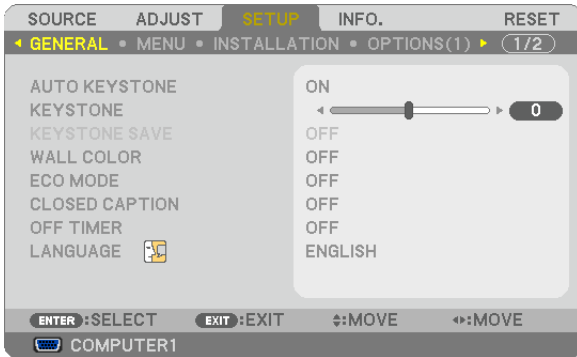 SOURCE ADJUST SETUP INFO. RESET
GENERAL • MENU • INSTALLATION • OPTIONS(1) 1/2
AUTO KEYSTONE ON
KEYSTONE 0
KEYSTONE SAVE OFF
WALL COLOR OFF
ECO MODE OFF
CLOSED CAPTION OFF
OFF TIMER OFF
LANGUAGE ENGLISH
ENTER:SELECT EXIT:EXIT :MOVE :MOVE
COMPUTER1